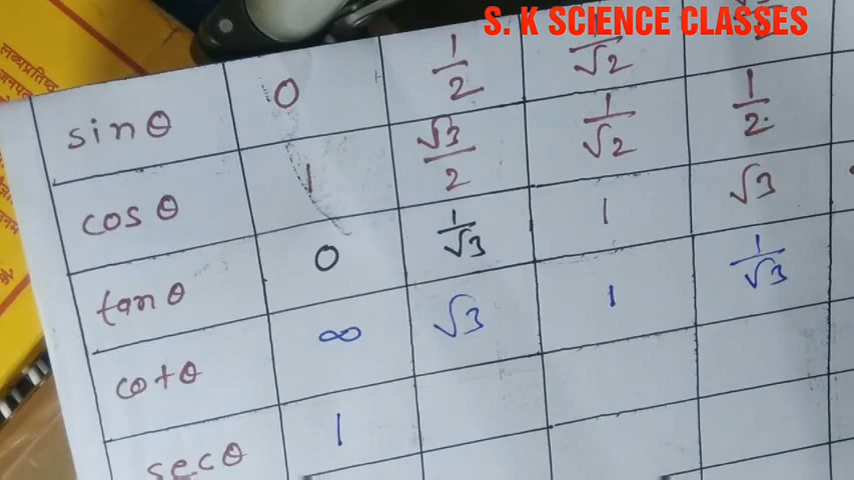 S. K SCIENCE CLASSES
sinθ 0 1/2 1/√2
cosθ 1 √3/2 1/√2 1/2
tanθ 0 1/√3 1 √3
cotθ ∞ √3 1 1/√3
secθ 1